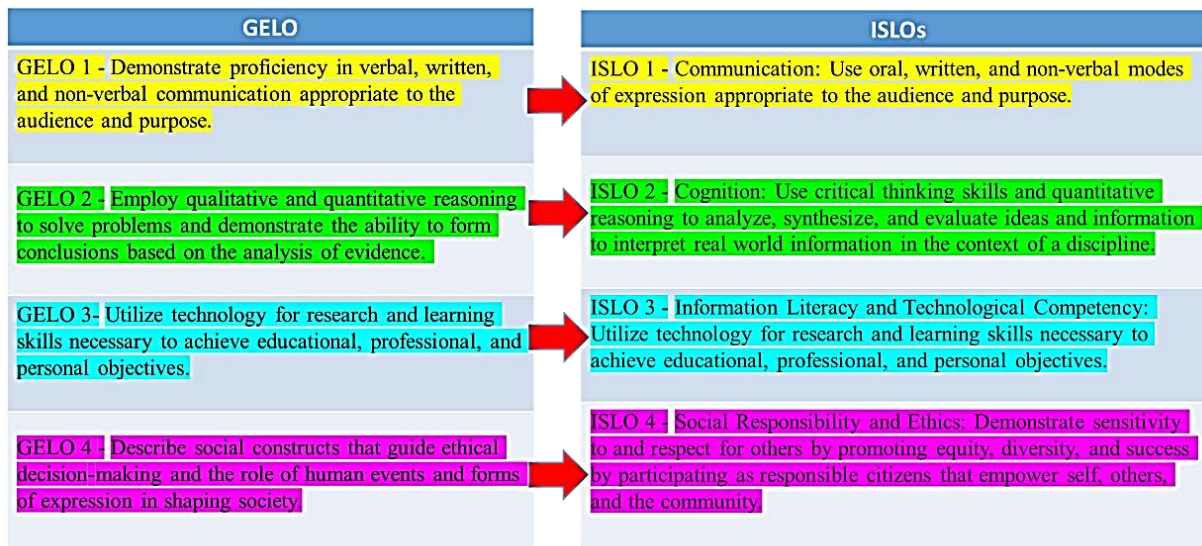 GELO
GELO 1 - Demonstrate proficiency in verbal, written,
and non-verbal communication appropriate to the
audience and purpose.
GELO 2 - Employ qualitative and quantitative reasoning
to solve problems and demonstrate the ability to form
conclusions based on the analysis of evidence.
GELO 3- Utilize technology for research and learning
skills necessary to achieve educational, professional, and
personal objectives.
GELO 4 - Describe social constructs that guide ethical
decision-making and the role of human events and forms
of expression in shaping society.
ISLOs
ISLO 1 - Communication: Use oral, written, and non-verbal modes
of expression appropriate to the audience and purpose.
ISLO 2 - Cognition: Use critical thinking skills and quantitative
reasoning to analyze, synthesize, and evaluate ideas and information
to interpret real world information in the context of a discipline.
ISLO 3 - Information Literacy and Technological Competency:
Utilize technology for research and learning skills necessary to
achieve educational, professional, and personal objectives.
ISLO 4 - Social Responsibility and Ethics: Demonstrate sensitivity
to and respect for others by promoting equity, diversity, and success
by participating as responsible citizens that empower self, others,
and the community.